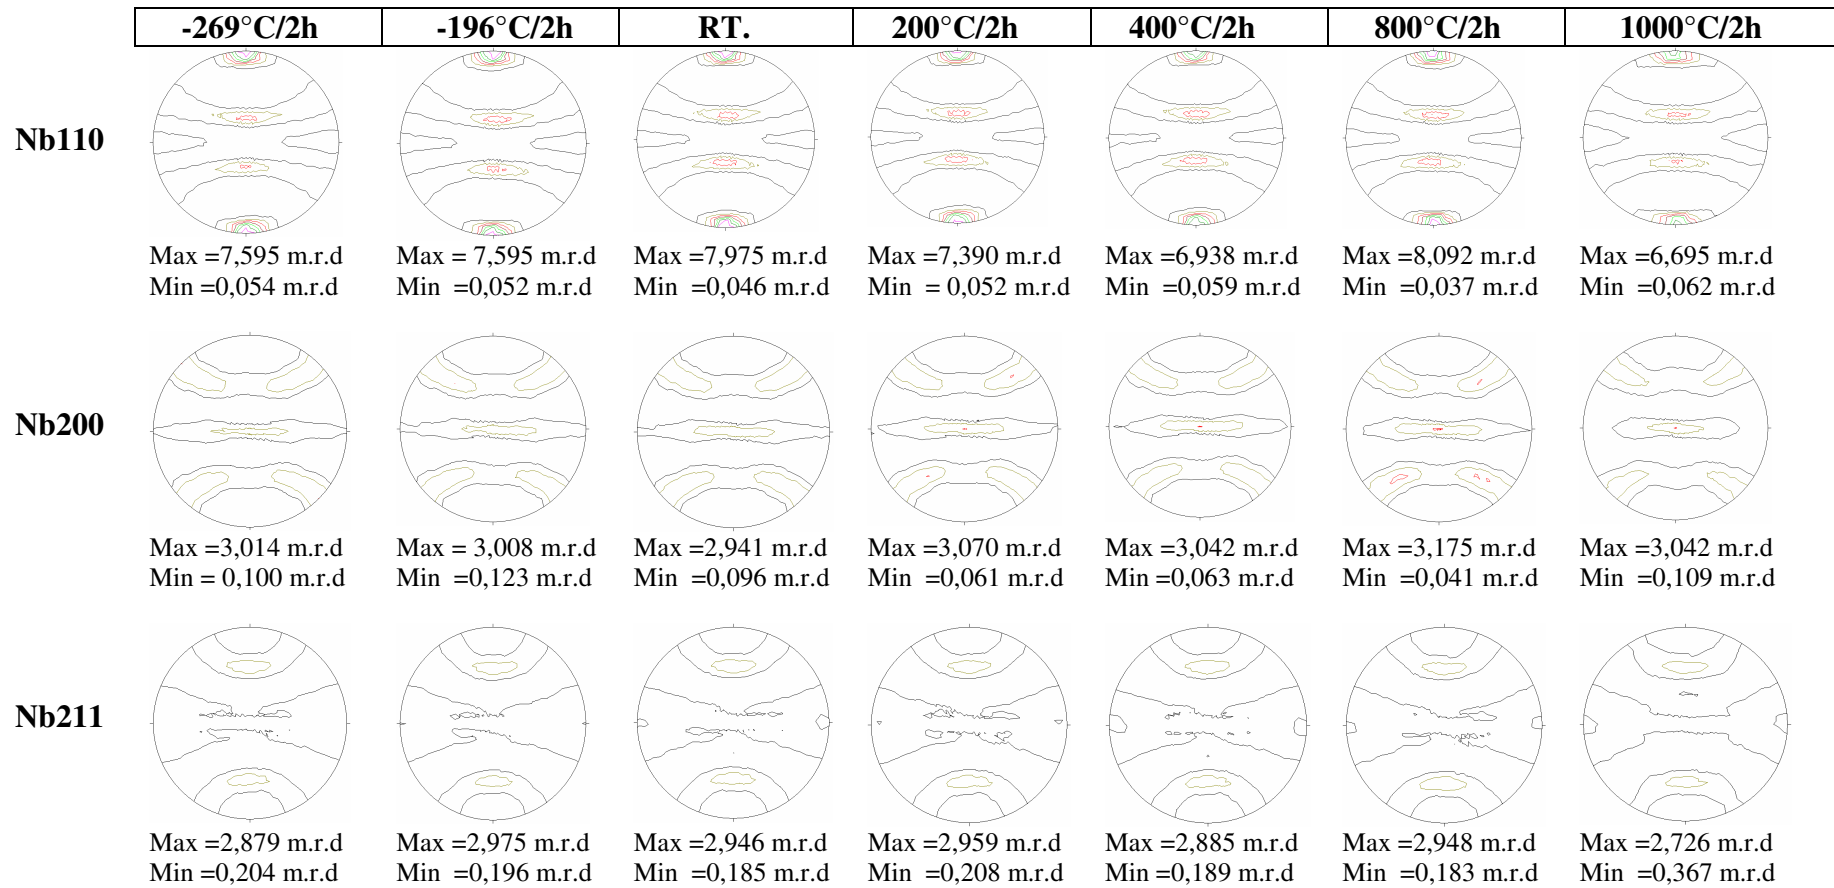 -269°C/2h -196°C/2h RT. 200°C/2h 400°C/2h 800°C/2h 1000°C/2h
Nb110
Max =7,595 m.r.d Max = 7,595 m.r.d Max =7,975 m.r.d Max =7,390 m.r.d Max =6,938 m.r.d Max =8,092 m.r.d Max =6,695 m.r.d
Min =0,054 m.r.d Min =0,052 m.r.d Min =0,046 m.r.d Min = 0,052 m.r.d Min =0,059 m.r.d Min =0,037 m.r.d Min =0,062 m.r.d
Nb200
Max =3,014 m.r.d Max = 3,008 m.r.d Max =2,941 m.r.d Max =3,070 m.r.d Max =3,042 m.r.d Max =3,175 m.r.d Max =3,042 m.r.d
Min = 0,100 m.r.d Min =0,123 m.r.d Min =0,096 m.r.d Min =0,061 m.r.d Min =0,063 m.r.d Min =0,041 m.r.d Min =0,109 m.r.d
Nb211
Max =2,879 m.r.d Max =2,975 m.r.d Max =2,946 m.r.d Max =2,959 m.r.d Max =2,885 m.r.d Max =2,948 m.r.d Max =2,726 m.r.d
Min =0,204 m.r.d Min =0,196 m.r.d Min =0,185 m.r.d Min =0,208 m.r.d Min =0,189 m.r.d Min =0,183 m.r.d Min =0,367 m.r.d